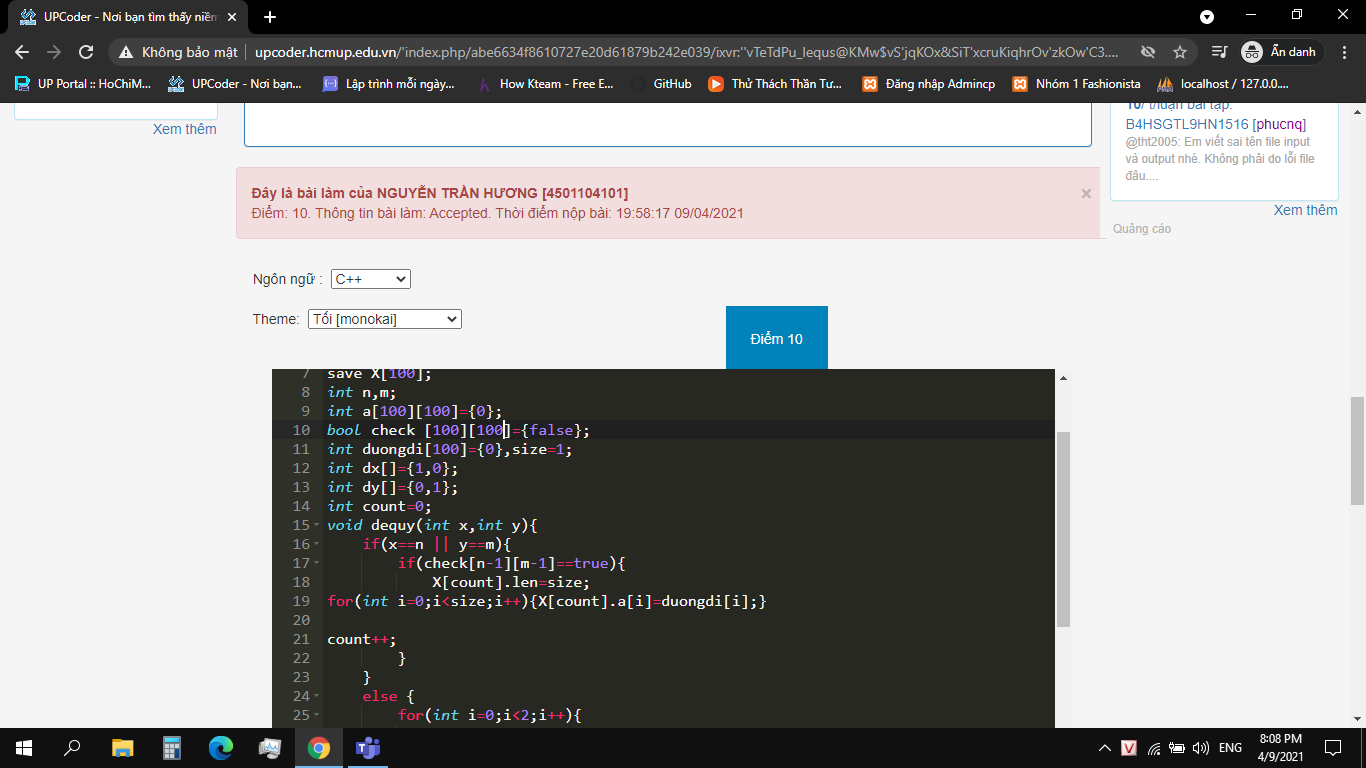 UPCoder - Nơi bạn tìm thấy niềm
Không bảo mật
upcoder.hcmup.edu.vn/'index.php/abe6634f8610727e20d61879b242e039/ixvr:''vTeTdPu_Iequs@KMw$vS'jqKOx&SiT'xcruKiqhrOv'zkOw'C3....
Ẩn danh
UP Portal :: HoChiM... UPCoder - Nơi bạn... Lập trình mỗi ngày... How Kteam - Free E... GitHub Thử Thách Thần Tư... Đăng nhập Admincp Nhóm 1 Fashionista localhost / 127.0.0....
Xem thêm
10/ Thuận bài tập:
B4HSGTL9HN1516 [phucnq]
@tht2005: Em viết sai tên file input
và output nhé. Không phải do lỗi file
đâu....
Xem thêm
Quảng cáo
Đây là bài làm của NGUYỄN TRẦN HƯƠNG [4501104101]
Điểm: 10. Thông tin bài làm: Accepted. Thời điểm nộp bài: 19:58:17 09/04/2021
Ngôn ngữ : C++
Theme: Tối [monokai]
Điểm 10
7 save X[100];
8 int n,m;
9 int a[100][100]={0};
10 bool check [100][100]={false};
11 int duongdi[100]={0},size=1;
12 int dx[]={1,0};
13 int dy[]={0,1};
14 int count=0;
15 void dequy(int x,int y){
16 if(x==n || y==m){
17 if(check[n-1][m-1]==true){
18 X[count].len=size;
19 for(int i=0;i<size;i++){X[count].a[i]=duongdi[i];}
20
21 count++;
22 }
23 }
24 else {
25 for(int i=0;i<2;i++){
ENG
8:08 PM
4/9/2021